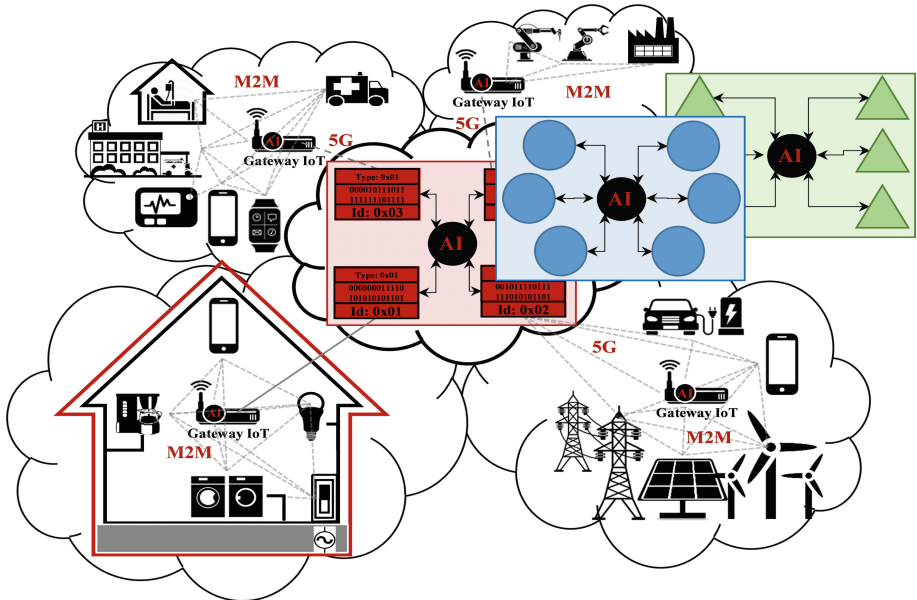 M2M
AI
Gateway IoT
5G
H
AI
Gateway IoT
M2M
5G
Type: 0x01
000010111011
111111101111
Id: 0x03
AI
Type: 0x01
000000011110
101010101101
Id: 0x01
001011110111
111010101101
Id: 0x02
AI
AI
AI
Gateway IoT
M2M
5G
AI
Gateway IoT
M2M